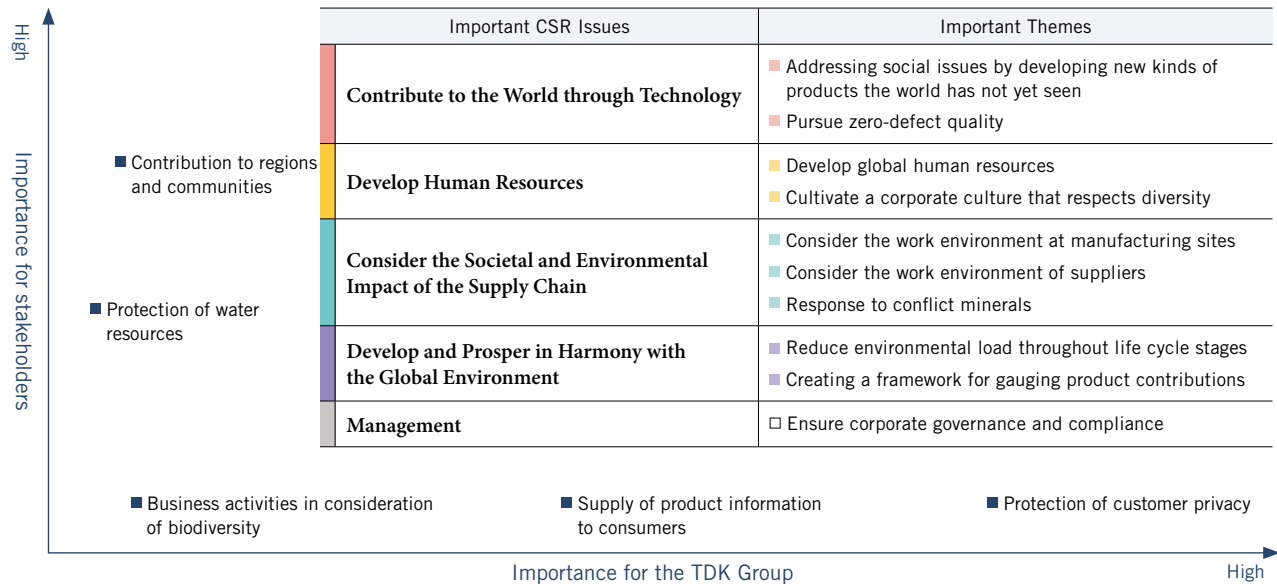 High
Importance for stakeholders
Important CSR Issues
Important Themes
Contribute to the World through Technology
Addressing social issues by developing new kinds of
products the world has not yet seen
Pursue zero-defect quality
Contribution to regions
and communities
Develop Human Resources
Develop global human resources
Cultivate a corporate culture that respects diversity
Protection of water
resources
Consider the Societal and Environmental
Impact of the Supply Chain
Consider the work environment at manufacturing sites
Consider the work environment of suppliers
Response to conflict minerals
Develop and Prosper in Harmony with
the Global Environment
Reduce environmental load throughout life cycle stages
Creating a framework for gauging product contributions
Management
Ensure corporate governance and compliance
Business activities in consideration
of biodiversity
Supply of product information
to consumers
Protection of customer privacy
Importance for the TDK Group
High